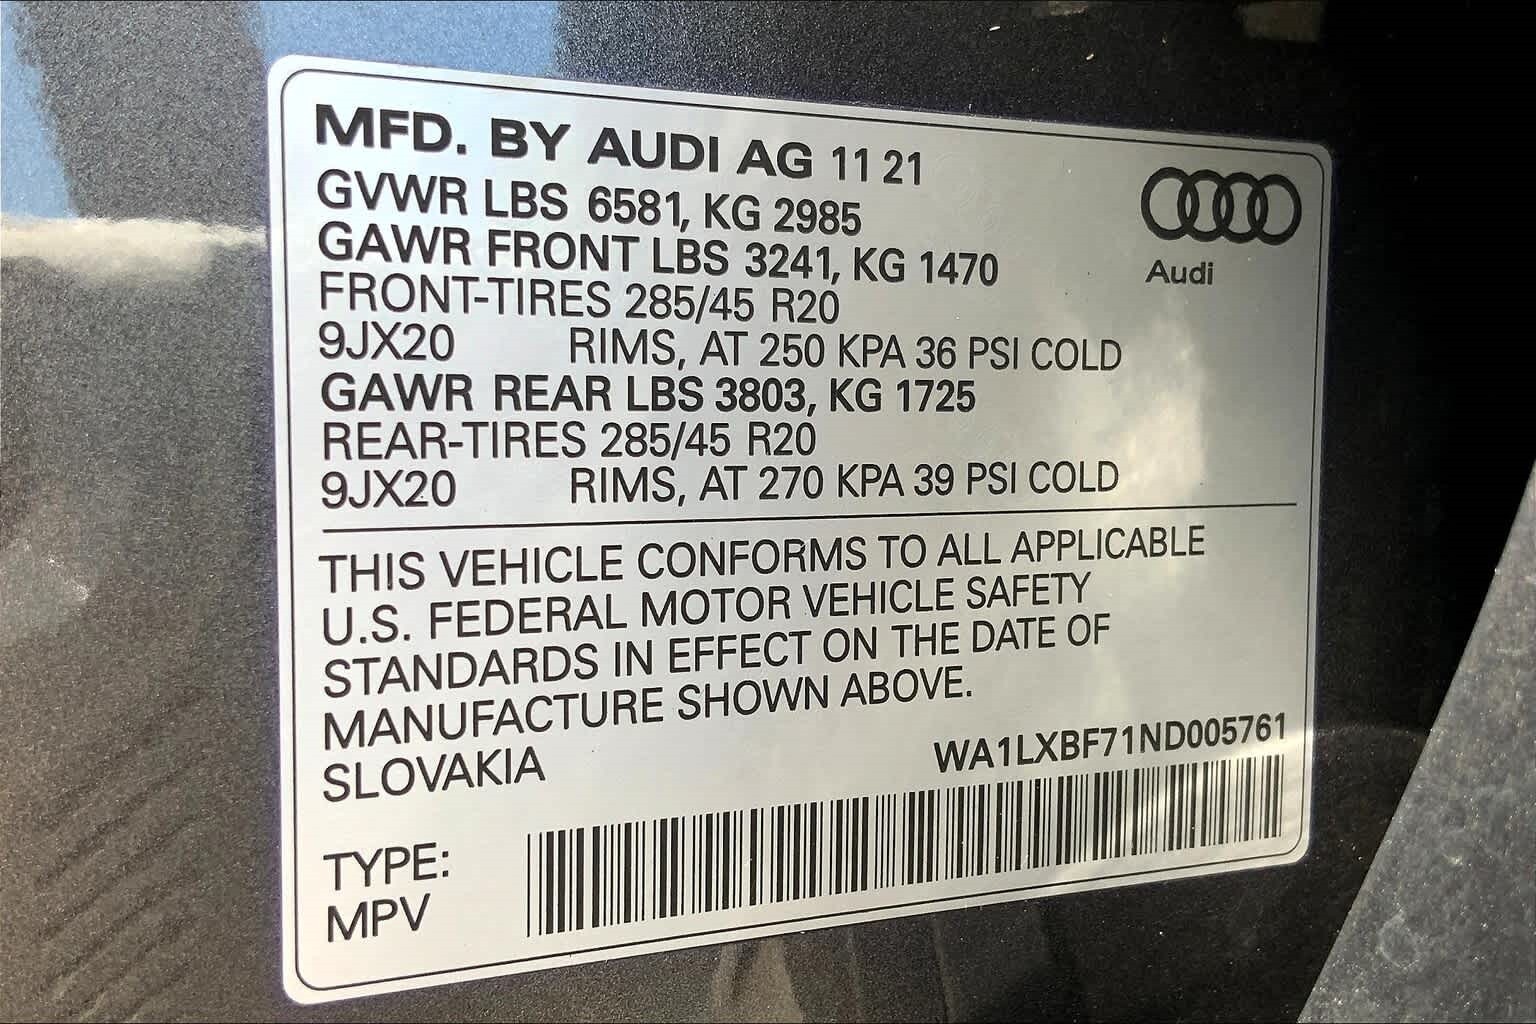 MFD. BY AUDI AG 11 21
GVWR LBS 6581, KG 2985
GAWR FRONT LBS 3241, KG 1470
FRONT-TIRES 285/45 R20
9JX20 RIMS, AT 250 KPA 36 PSI COLD
GAWR REAR LBS 3803, KG 1725
REAR-TIRES 285/45 R20
9JX20 RIMS, AT 270 KPA 39 PSI COLD
Audi
THIS VEHICLE CONFORMS TO ALL APPLICABLE
U.S. FEDERAL MOTOR VEHICLE SAFETY
STANDARDS IN EFFECT ON THE DATE OF
MANUFACTURE SHOWN ABOVE.
SLOVAKIA
WA1LXBF71ND005761
TYPE:
MPV